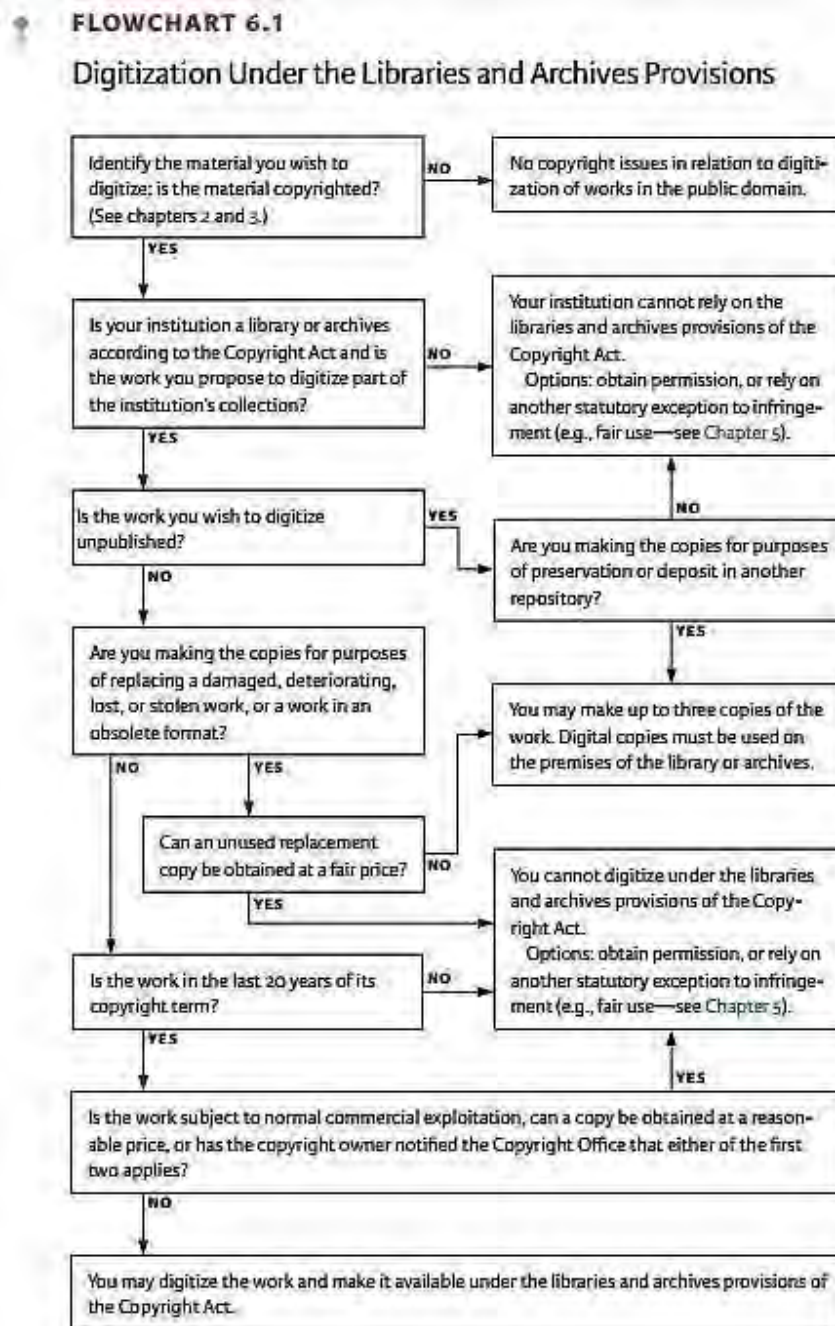 FLOWCHART 6.1
Digitization Under the Libraries and Archives Provisions
Identify the material you wish to
digitize: is the material copyrighted?
(See chapters 2 and 3.)
NO
No copyright issues in relation to digiti-
zation of works in the public domain.
YES
Is your institution a library or archives
according to the Copyright Act and is
the work you propose to digitize part of
the institution's collection?
NO
Your institution cannot rely on the
libraries and archives provisions of the
Copyright Act.
Options: obtain permission, or rely on
another statutory exception to infringe-
ment (e.g., fair use—see Chapter 5).
YES
Is the work you wish to digitize
unpublished?
YES
NO
Are you making the copies for purposes
of preservation or deposit in another
repository?
NO
YES
Are you making the copies for purposes
of replacing a damaged, deteriorating,
lost, or stolen work, or a work in an
obsolete format?
You may make up to three copies of the
work. Digital copies must be used on
the premises of the library or archives.
NO
YES
Can an unused replacement
copy be obtained at a fair price?
NO
YES
You cannot digitize under the libraries
and archives provisions of the Copy-
right Act.
Options: obtain permission, or rely on
another statutory exception to infringe-
ment (e.g., fair use—see Chapter 5).
Is the work in the last 20 years of its
copyright term?
NO
YES
YES
Is the work subject to normal commercial exploitation, can a copy be obtained at a reason-
able price, or has the copyright owner notified the Copyright Office that either of the first
two applies?
NO
You may digitize the work and make it available under the libraries and archives provisions of
the Copyright Act.